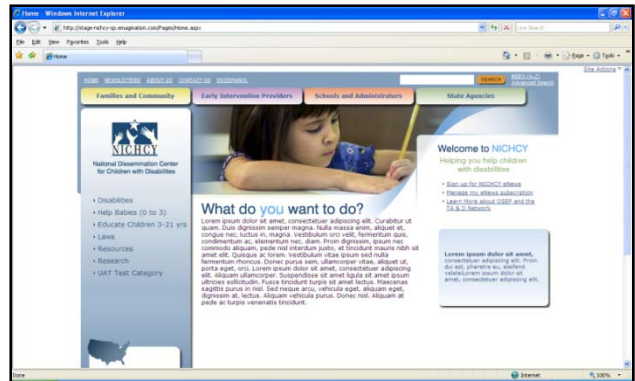 Home - Windows Internet Explorer
http://stage-nichcy-sp.emagination.com/Pages/Home.aspx
Live Search
File Edit View Favorites Tools Help
Home
Page
Tools
Site Actions
HOME NEWSLETTERS ABOUT US CONTACT US EN ESPANOL
SEARCH
INDEX (A-Z)
Advanced Search
Families and Community
Early Intervention Providers
Schools and Administrators
State Agencies
NICHCY
National Dissemination Center
for Children with Disabilities
Disabilities
Help Babies (0 to 3)
Educate Children 3-21 yrs
Laws
Resources
Research
UAT Test Category
What do you want to do?
Lorem ipsum dolor sit amet, consectetuer adipiscing elit. Curabitur ut
quam. Duis dignissim semper magna. Nulla massa enim, aliquet et,
congue nec, luctus in, magna. Vestibulum orci velit, fermentum quis,
condimentum ac, elementum nec, diam. Proin dignissim, ipsum nec
commodo aliquam, pede nisl interdum justo, et tincidunt mauris nibh sit
amet elit. Quisque ac lorem. Vestibulum vitae ipsum sed nulla
fermentum rhoncus. Donec purus sem, ullamcorper vitae, aliquet ut,
porta eget, orci. Lorem ipsum dolor sit amet, consectetuer adipiscing
elit. Aliquam ullamcorper. Suspendisse sit amet ligula sit amet ipsum
ultricies sollicitudin. Fusce tincidunt turpis sit amet lectus. Maecenas
sagittis purus in nisl. Sed neque arcu, vehicula eget, aliquam eget,
dignissim at, lectus. Aliquam vehicula purus. Donec nisl. Aliquam at
pede ac turpis venenatis tincidunt.
Welcome to NICHCY
Helping you help children
with disabilities
Sign up for NICHCY eNews
Manage my eNews subscription
Learn More about OSEP and the
TA & D Network
Lorem ipsum dolor sit amet,
consectetuer adipiscing elit. Proin
dui est, pharetra eu, eleifend
Lorem ipsum dolor sit
amet, consectetuer adipiscing elit.
Done
Internet
100%